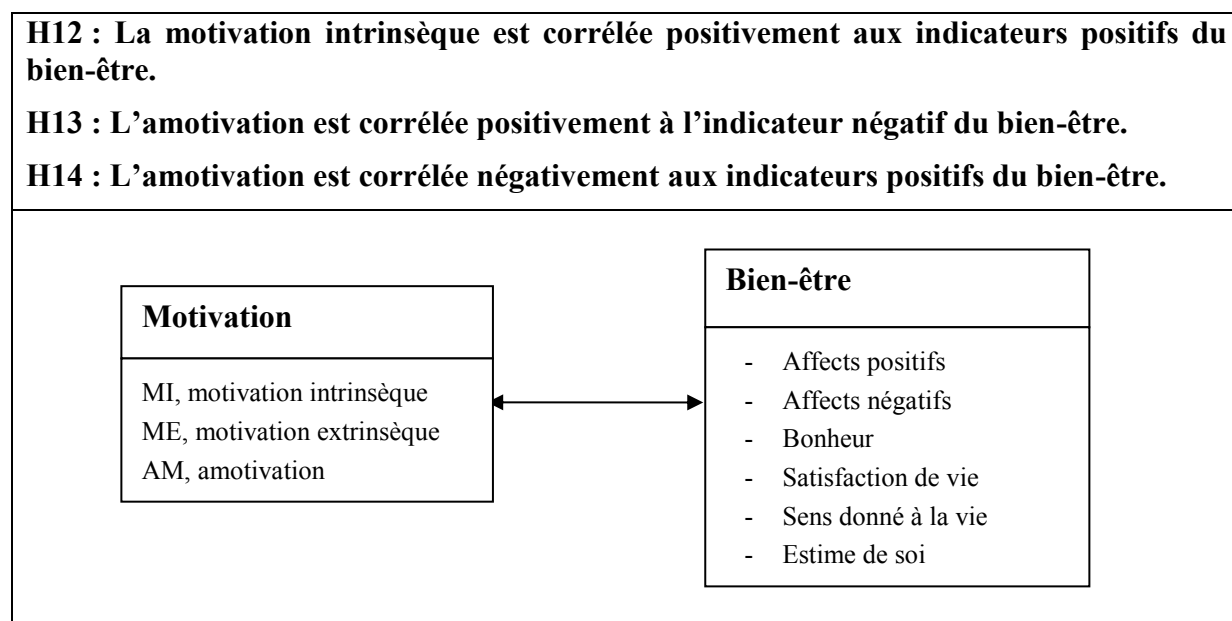 H12 : La motivation intrinsèque est corrélée positivement aux indicateurs positifs du
bien-être.
H13 : L’amotivation est corrélée positivement à l’indicateur négatif du bien-être.
H14 : L’amotivation est corrélée négativement aux indicateurs positifs du bien-être.
Motivation
MI, motivation intrinsèque
ME, motivation extrinsèque
AM, amotivation
Bien-être
- Affects positifs
- Affects négatifs
- Bonheur
- Satisfaction de vie
- Sens donné à la vie
- Estime de soi